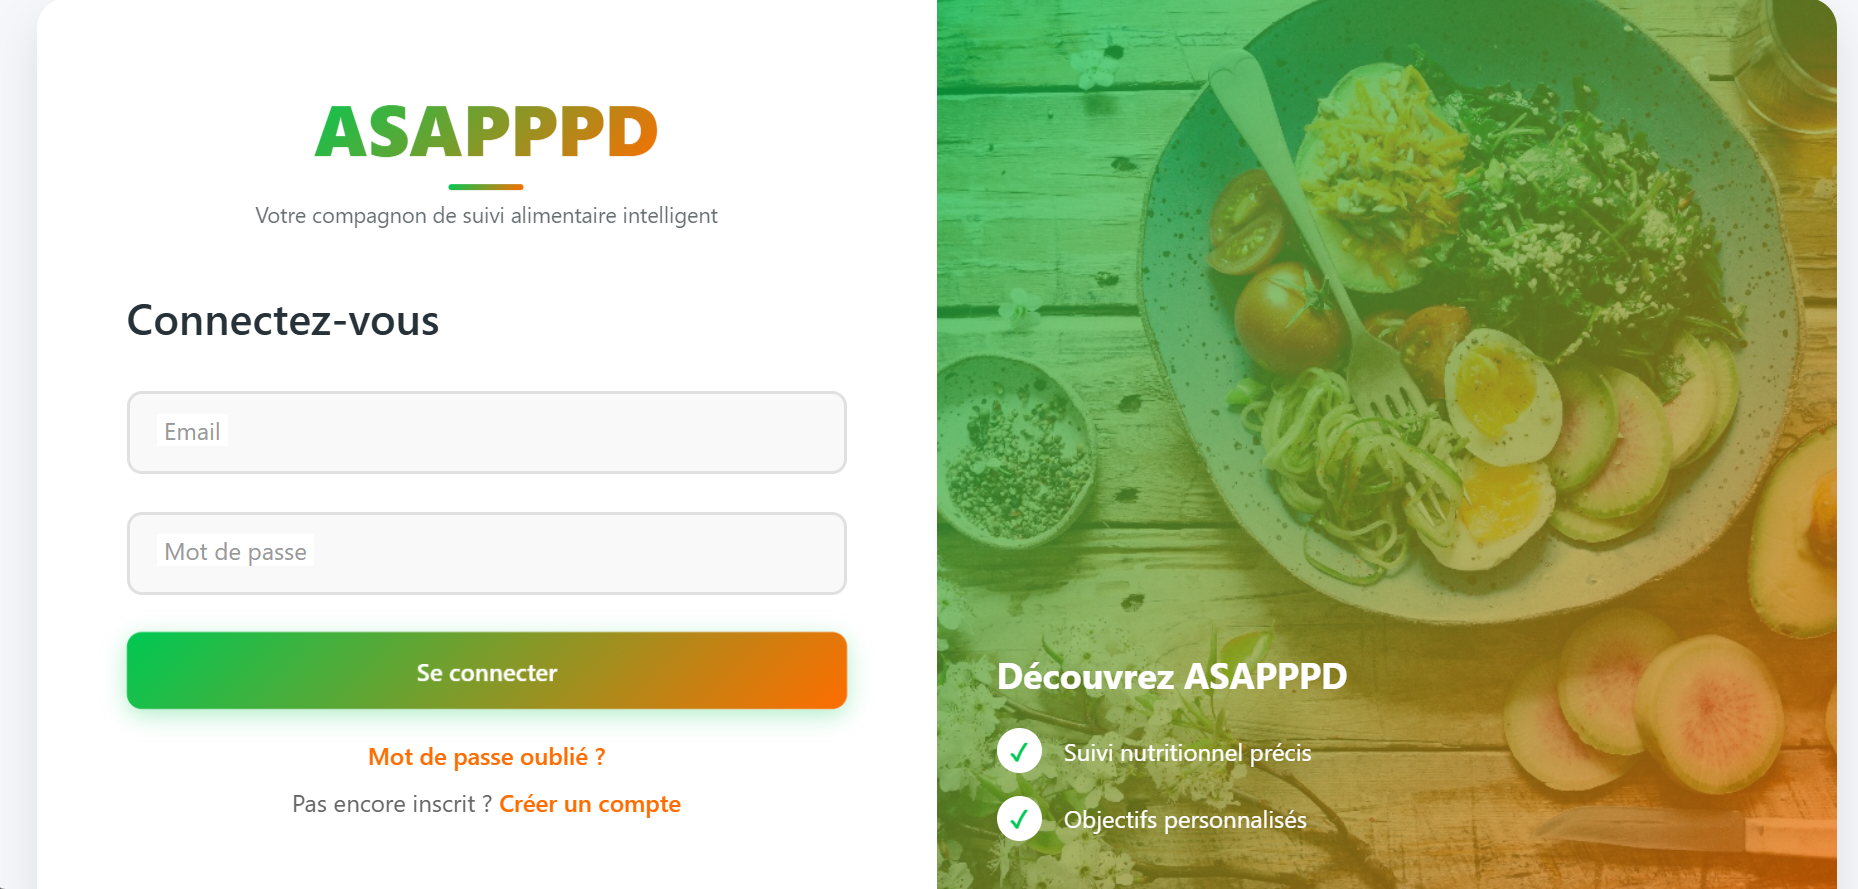 ASAPPPD
Votre compagnon de suivi alimentaire intelligent
Connectez-vous
Email
Mot de passe
Se connecter
Mot de passe oublié ?
Pas encore inscrit ? Créer un compte
Découvrez ASAPPPD
✓ Suivi nutritionnel précis
✓ Objectifs personnalisés